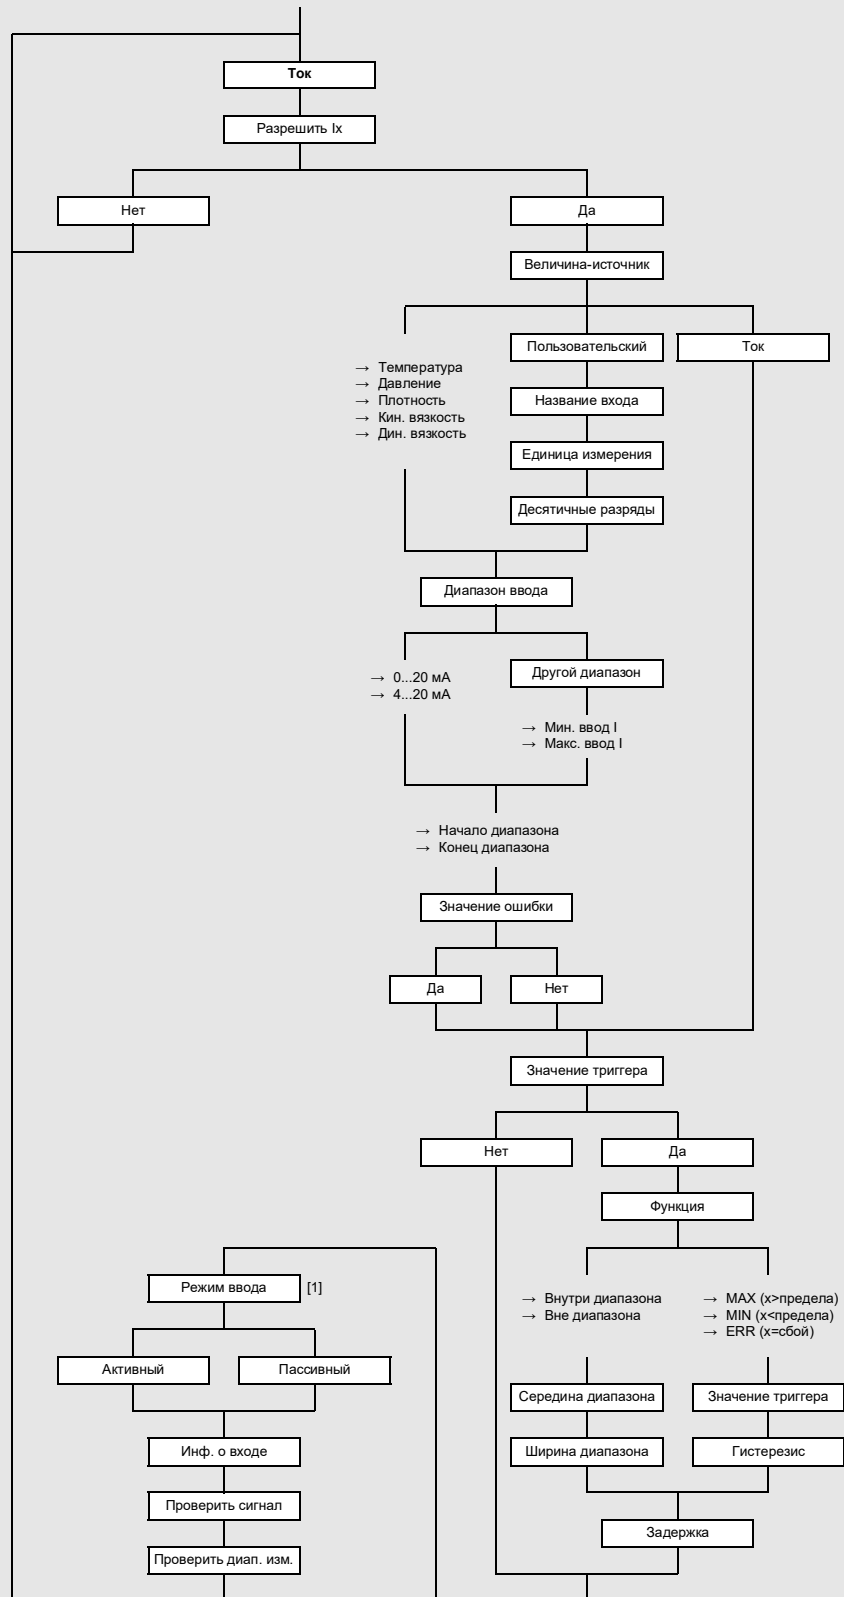 Ток
Разрешить Ix
Нет
Да
Величина-источник
Пользовательский
Ток
→ Температура
→ Давление
→ Плотность
→ Кин. вязкость
→ Дин. вязкость
Название входа
Единица измерения
Десятичные разряды
Диапазон ввода
→ 0...20 мА
→ 4...20 мА
Другой диапазон
→ Мин. ввод I
→ Макс. ввод I
→ Начало диапазона
→ Конец диапазона
Значение ошибки
Да
Нет
Значение триггера
Нет
Да
Функция
→ Внутри диапазона
→ Вне диапазона
→ MAX (x>предела)
→ MIN (x<предела)
→ ERR (x=сбой)
Середина диапазона
Значение триггера
Ширина диапазона
Гистерезис
Задержка
Режим ввода [1]
Активный
Пассивный
Инф. о входе
Проверить сигнал
Проверить диап. изм.